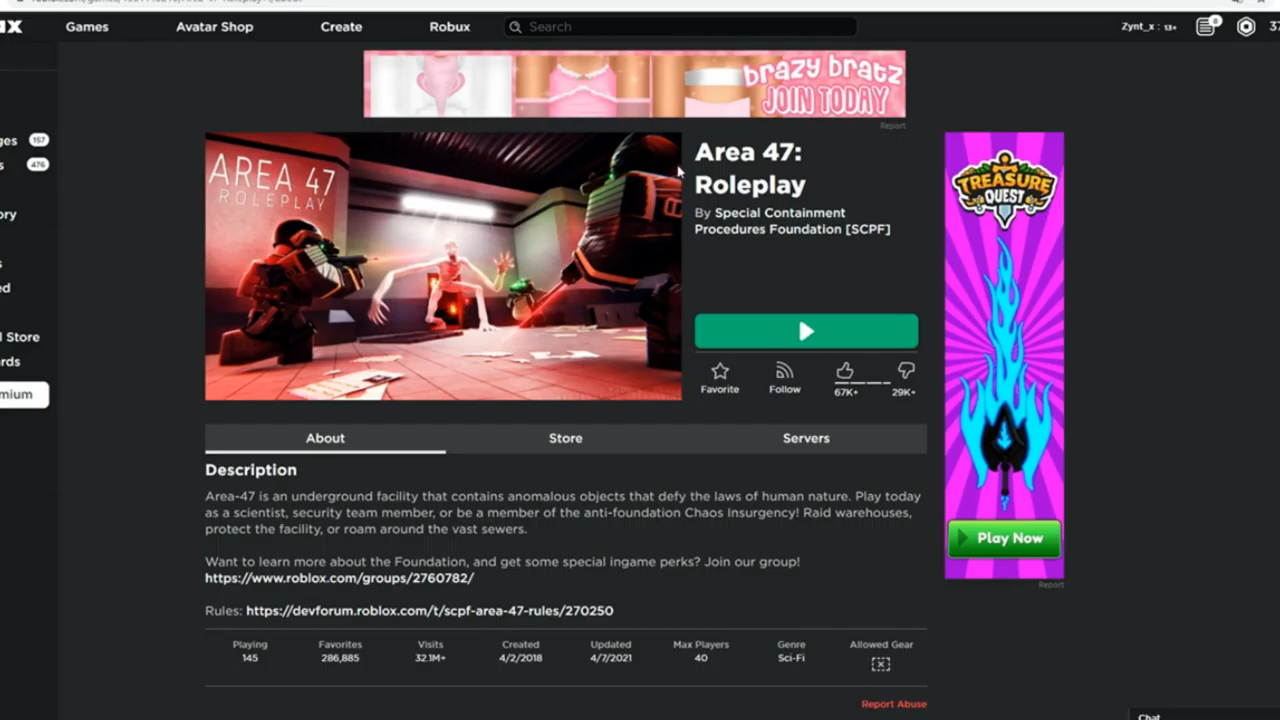 ax
Games
Avatar Shop
Create
Robux
Search
Zynt_x : 13+
8
37
brazy bratz
JOIN TODAY
Report
ges 157
s 476
ory
s
ed
l Store
rds
mium
AREA 47
ROLEPLAY
Area 47:
Roleplay
By Special Containment
Procedures Foundation [SCPF]
Favorite
Follow
67K+
29K+
TREASURE
QUEST
Play Now
Report
About
Store
Servers
Description
Area-47 is an underground facility that contains anomalous objects that defy the laws of human nature. Play today
as a scientist, security team member, or be a member of the anti-foundation Chaos Insurgency! Raid warehouses,
protect the facility, or roam around the vast sewers.
Want to learn more about the Foundation, and get some special ingame perks? Join our group!
https://www.roblox.com/groups/2760782/
Rules: https://devforum.roblox.com/t/scpf-area-47-rules/270250
Playing Favorites Visits Created Updated Max Players Genre Allowed Gear
145 286,885 32.1M+ 4/2/2018 4/7/2021 40 Sci-Fi
Report Abuse
Chat